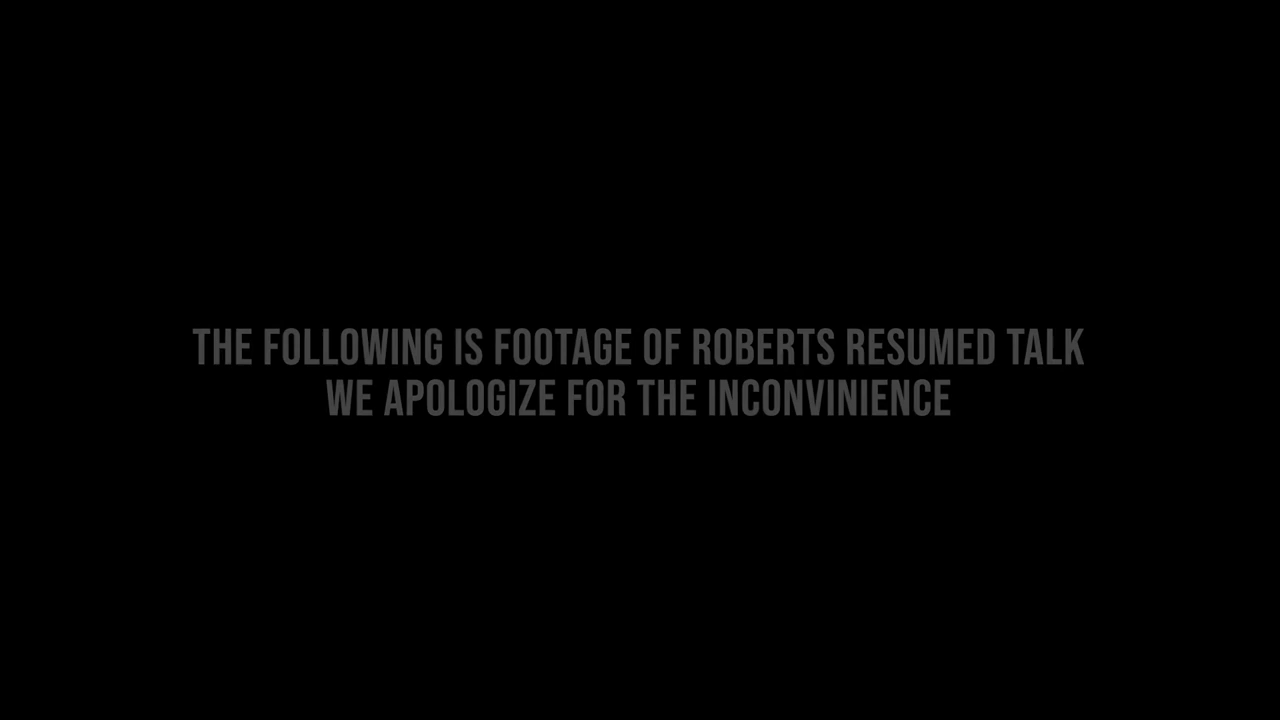 THE FOLLOWING IS FOOTAGE OF ROBERTS RESUMED TALK
WE APOLOGIZE FOR THE INCONVINIENCE